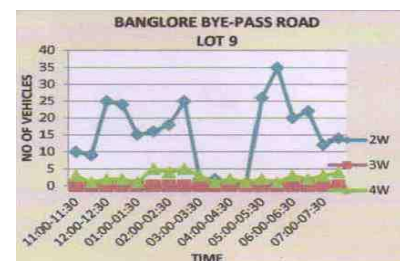 BANGLORE BYE-PASS ROAD
LOT 9
NO OF VEHICLES
40
35
30
25
20
15
10
5
0
11:00-11:30
12:00-12:30
01:00-01:30
02:00-02:30
03:00-03:30
04:00-04:30
05:00-05:30
06:00-06:30
07:00-07:30
TIME
2W
3W
4W